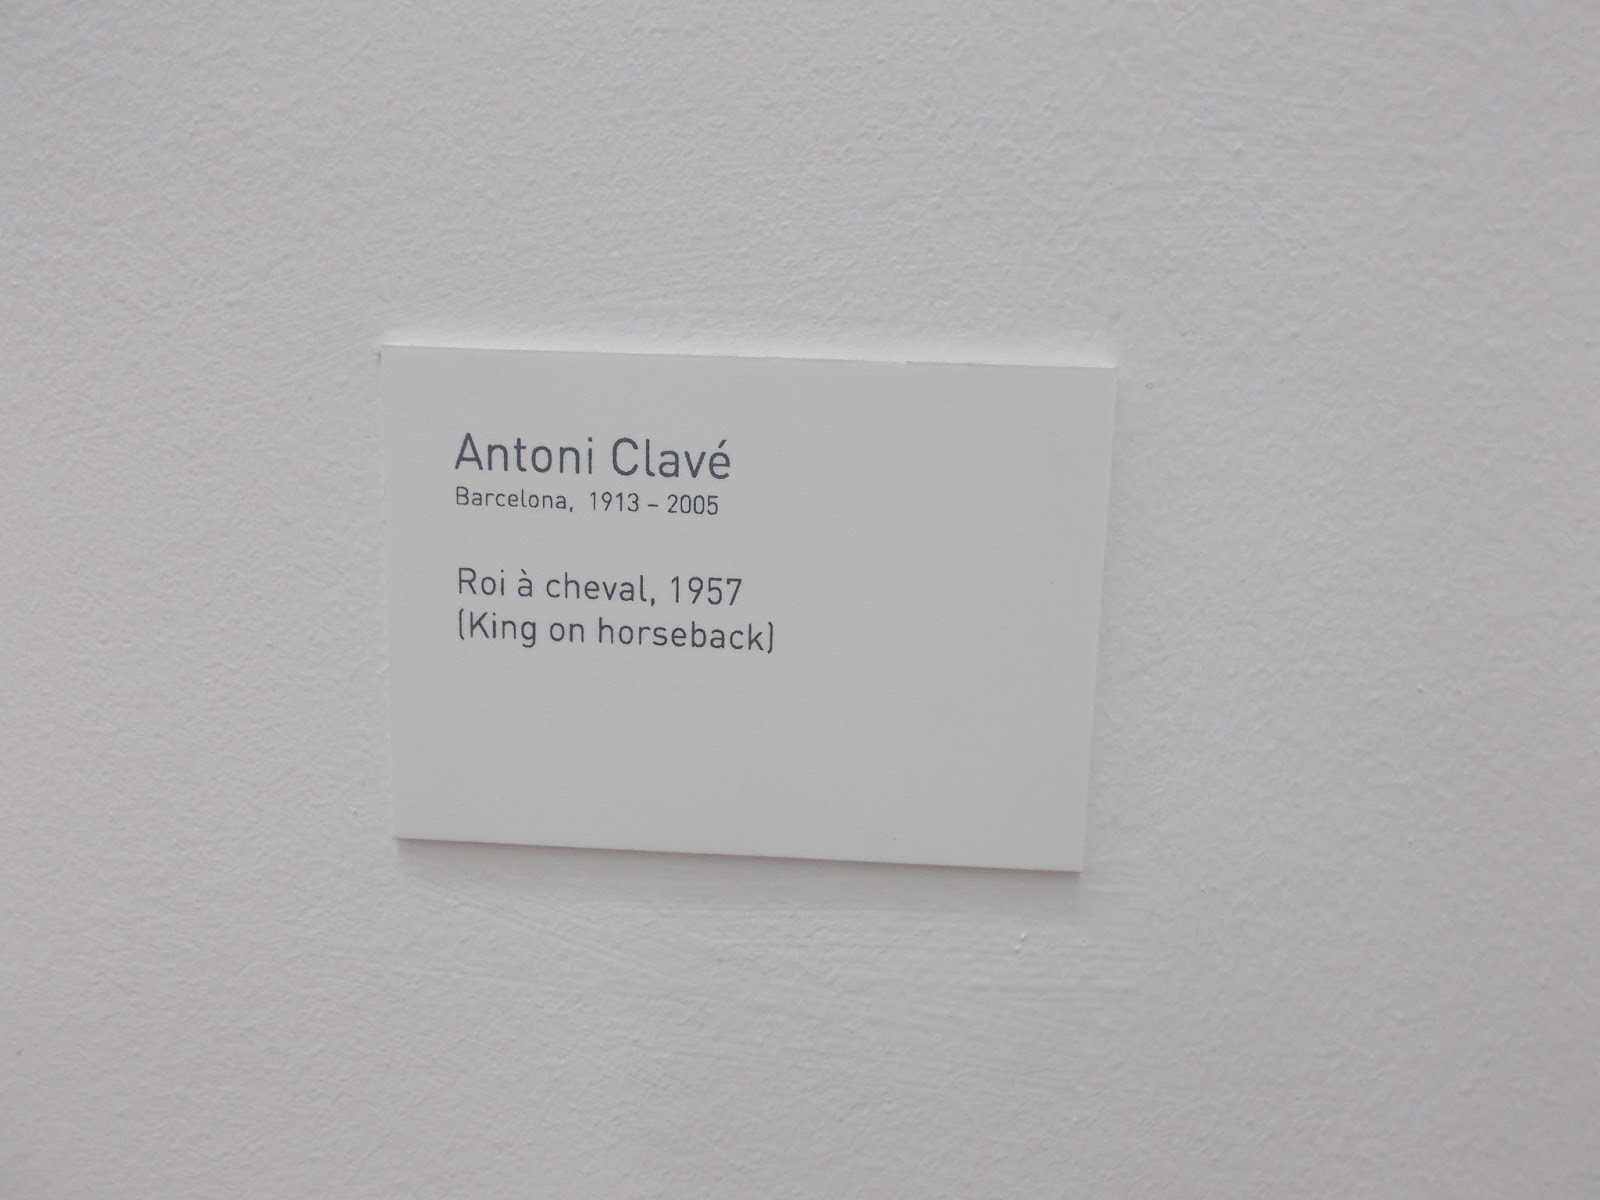 Antoni Clavé
Barcelona, 1913 – 2005
Roi à cheval, 1957
(King on horseback)